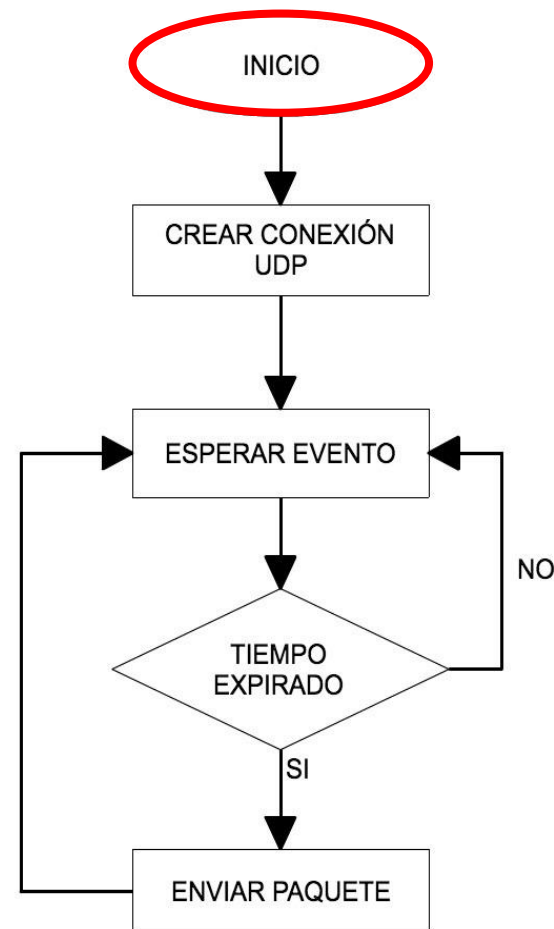 INICIO
CREAR CONEXIÓN
UDP
ESPERAR EVENTO
NO
TIEMPO
EXPIRADO
SI
ENVIAR PAQUETE